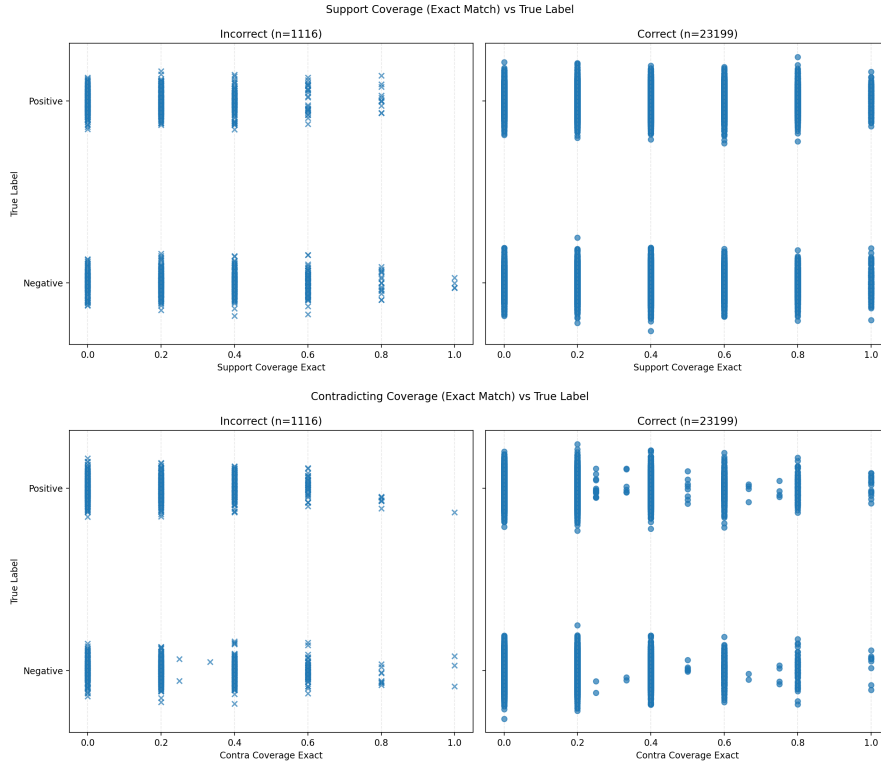 Support Coverage (Exact Match) vs True Label
Incorrect (n=1116)
Correct (n=23199)
True Label
Positive
Negative
0.0 0.2 0.4 0.6 0.8 1.0
0.0 0.2 0.4 0.6 0.8 1.0
Support Coverage Exact
Support Coverage Exact
Contradicting Coverage (Exact Match) vs True Label
Incorrect (n=1116)
Correct (n=23199)
True Label
Positive
Negative
0.0 0.2 0.4 0.6 0.8 1.0
0.0 0.2 0.4 0.6 0.8 1.0
Contra Coverage Exact
Contra Coverage Exact